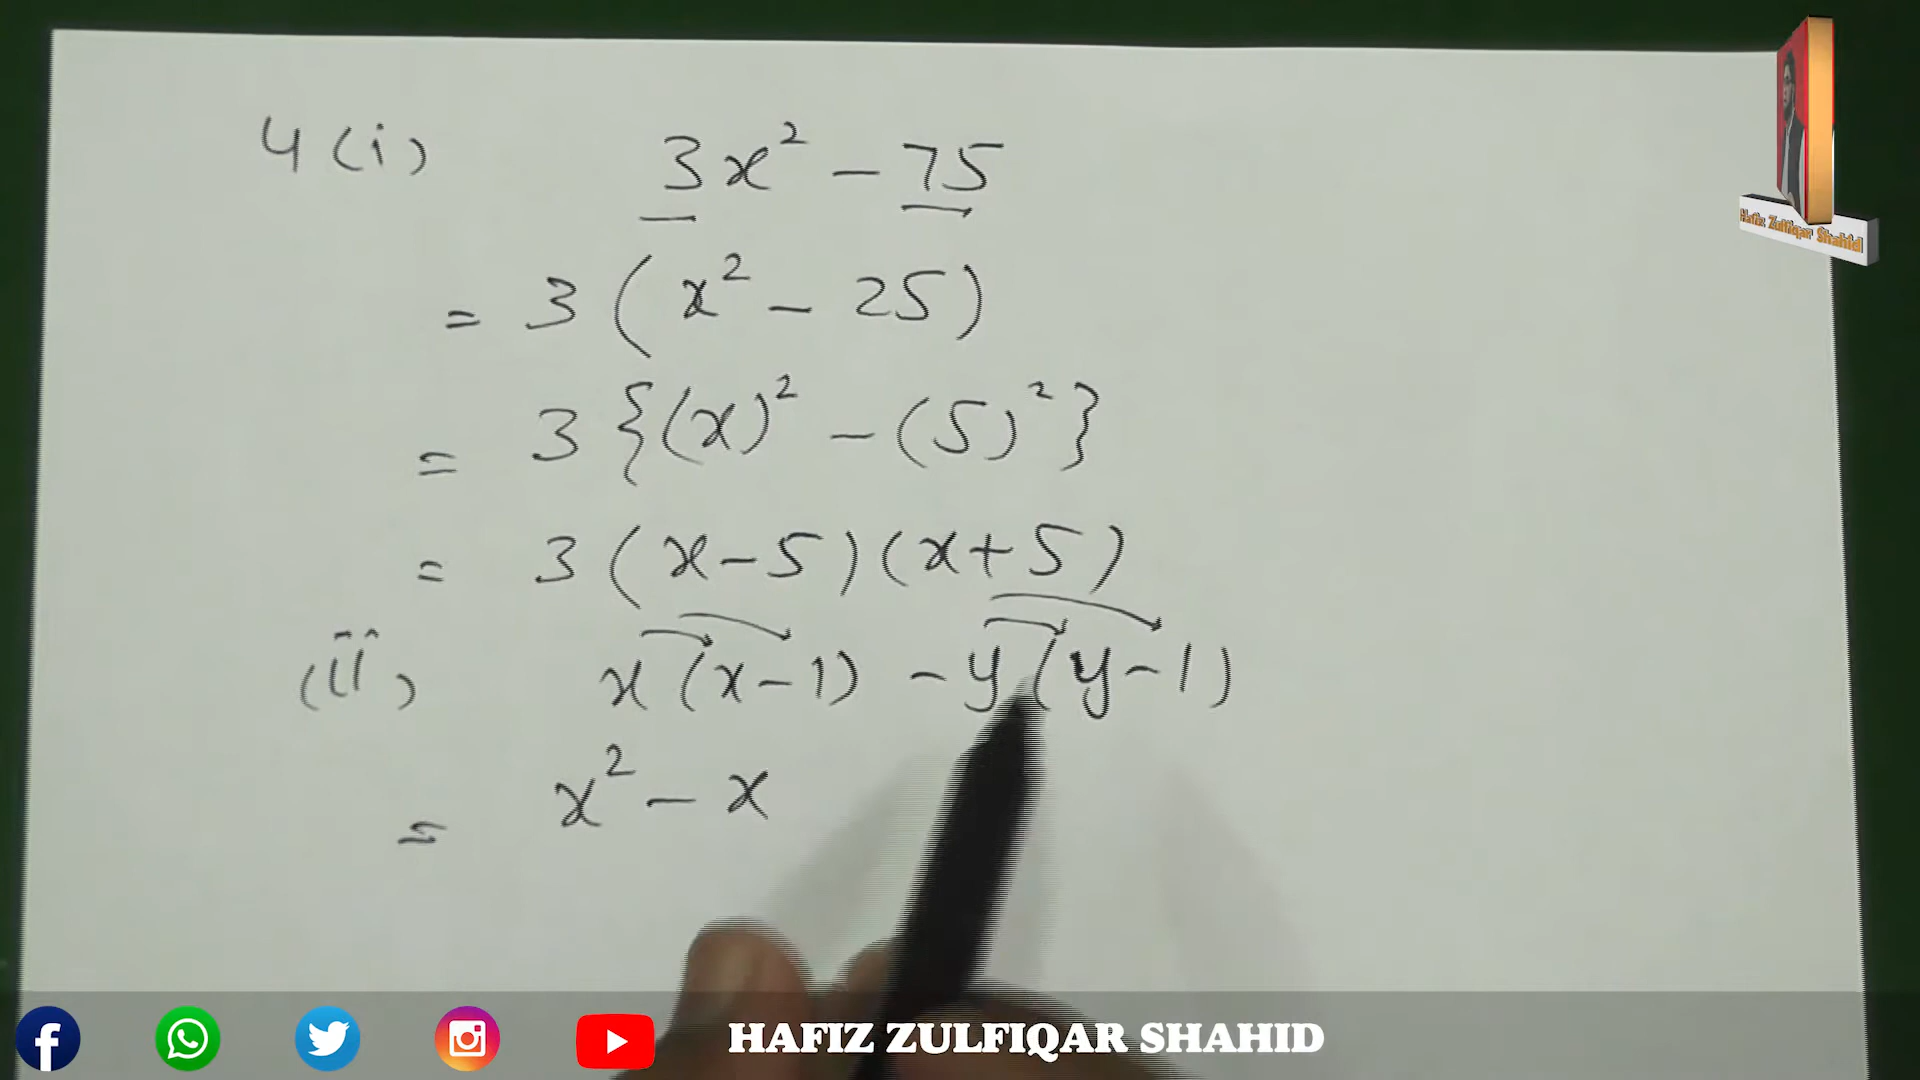 4 (i) 3x² - 75
= 3 ( x² - 25 )
= 3 { (x)² - (5)² }
= 3 ( x - 5 ) ( x + 5 )
(ii) x ( x - 1 ) - y ( y - 1 )
= x² - x
Hafiz Zulfiqar Shahid
HAFIZ ZULFIQAR SHAHID